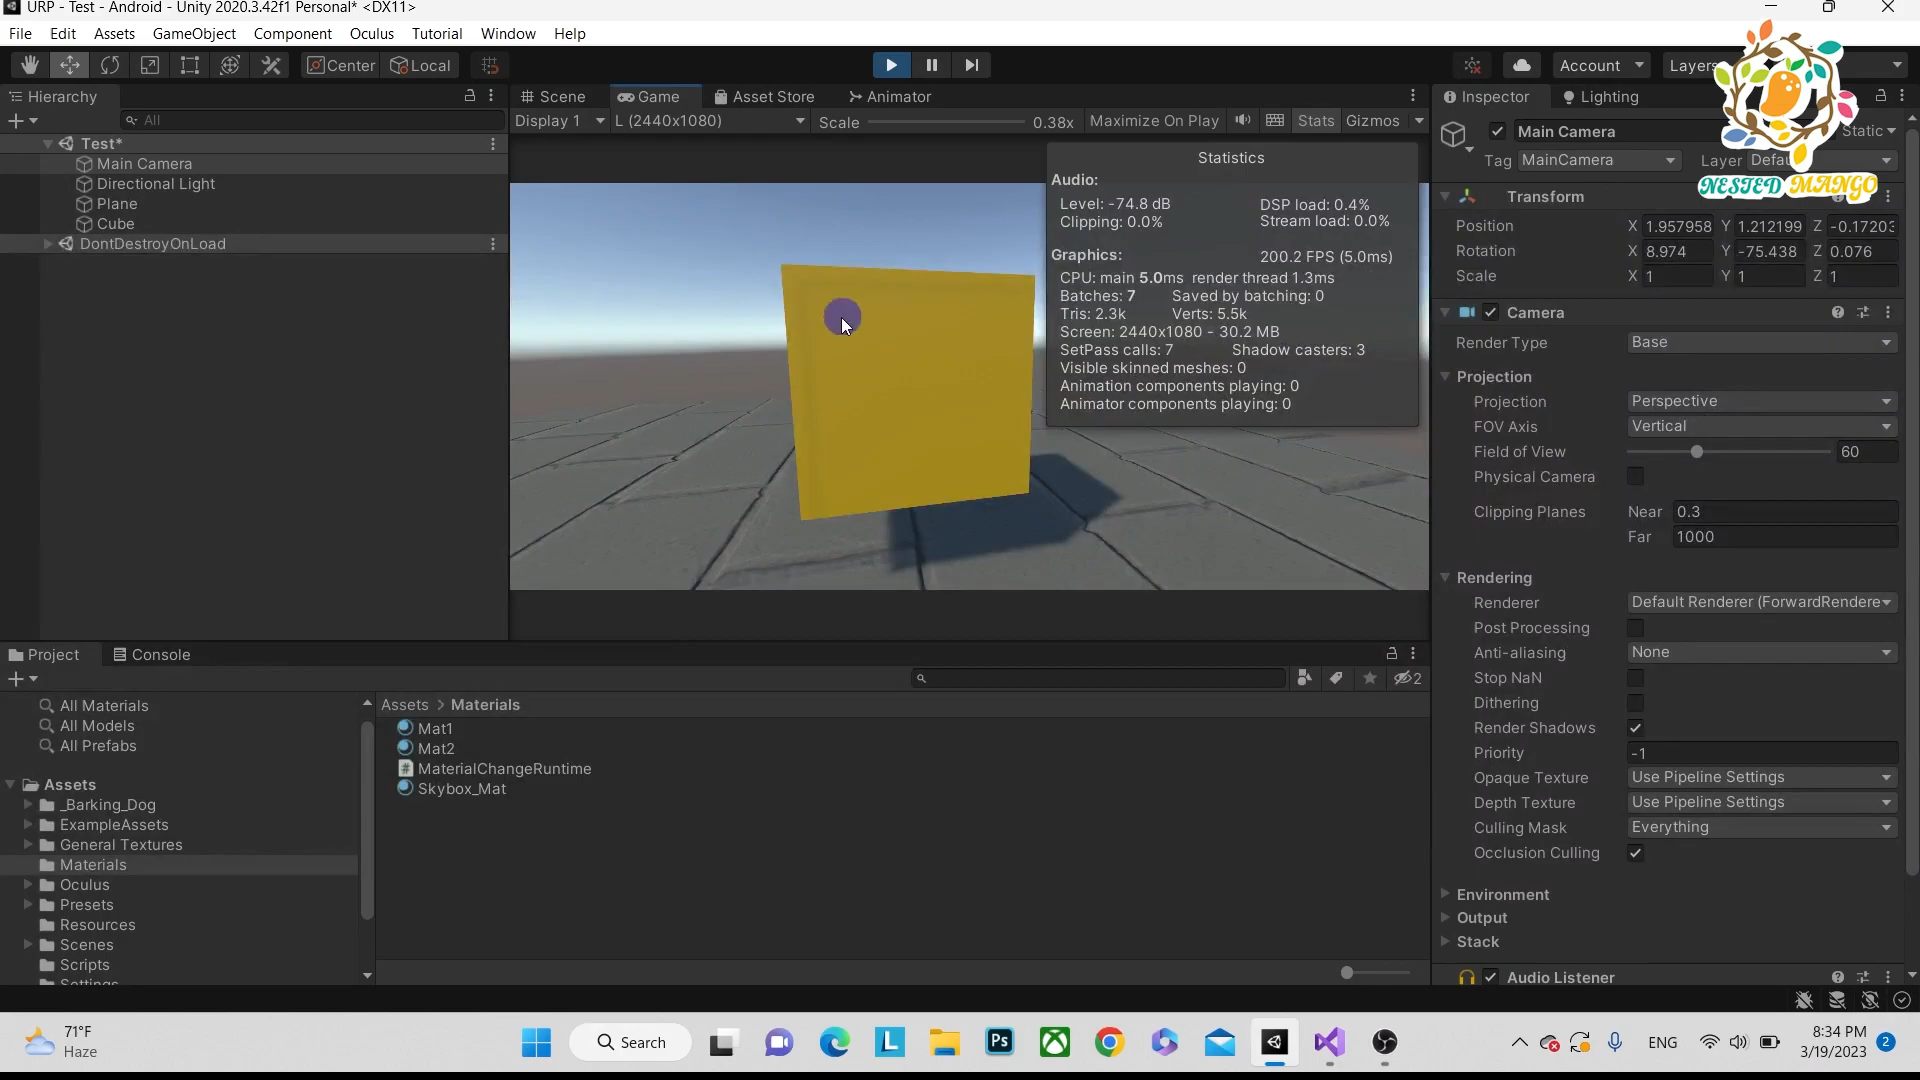 URP - Test - Android - Unity 2020.3.42f1 Personal* <DX11>
File Edit Assets GameObject Component Oculus Tutorial Window Help
Center Local
Account
Layers
NESTED MANGO
Hierarchy
All
Test*
Main Camera
Directional Light
Plane
Cube
DontDestroyOnLoad
Scene Game Asset Store Animator
Display 1 L (2440x1080) Scale 0.38x Maximize On Play Stats Gizmos
Statistics
Audio:
Level: -74.8 dB DSP load: 0.4%
Clipping: 0.0% Stream load: 0.0%
Graphics: 200.2 FPS (5.0ms)
CPU: main 5.0ms render thread 1.3ms
Batches: 7 Saved by batching: 0
Tris: 2.3k Verts: 5.5k
Screen: 2440x1080 - 30.2 MB
SetPass calls: 7 Shadow casters: 3
Visible skinned meshes: 0
Animation components playing: 0
Animator components playing: 0
Inspector Lighting
Main Camera Static
Tag MainCamera Layer
Transform
Position X 1.957958 Y 1.212199 Z -0.17203
Rotation X 8.974 Y -75.438 Z 0.076
Scale X 1 Y 1 Z 1
Camera
Render Type Base
Projection
Projection Perspective
FOV Axis Vertical
Field of View 60
Physical Camera
Clipping Planes Near 0.3
Far 1000
Rendering
Renderer Default Renderer (ForwardRendere
Post Processing
Anti-aliasing None
Stop NaN
Dithering
Render Shadows
Priority -1
Opaque Texture Use Pipeline Settings
Depth Texture Use Pipeline Settings
Culling Mask Everything
Occlusion Culling
Environment
Output
Stack
Audio Listener
Project Console
2
All Materials
All Models
All Prefabs
Assets
_Barking_Dog
ExampleAssets
General Textures
Materials
Oculus
Presets
Resources
Scenes
Scripts
Settings
Assets > Materials
Mat1
Mat2
MaterialChangeRuntime
Skybox_Mat
71°F
Haze
Search
L
Ps
ENG
8:34 PM
3/19/2023
2